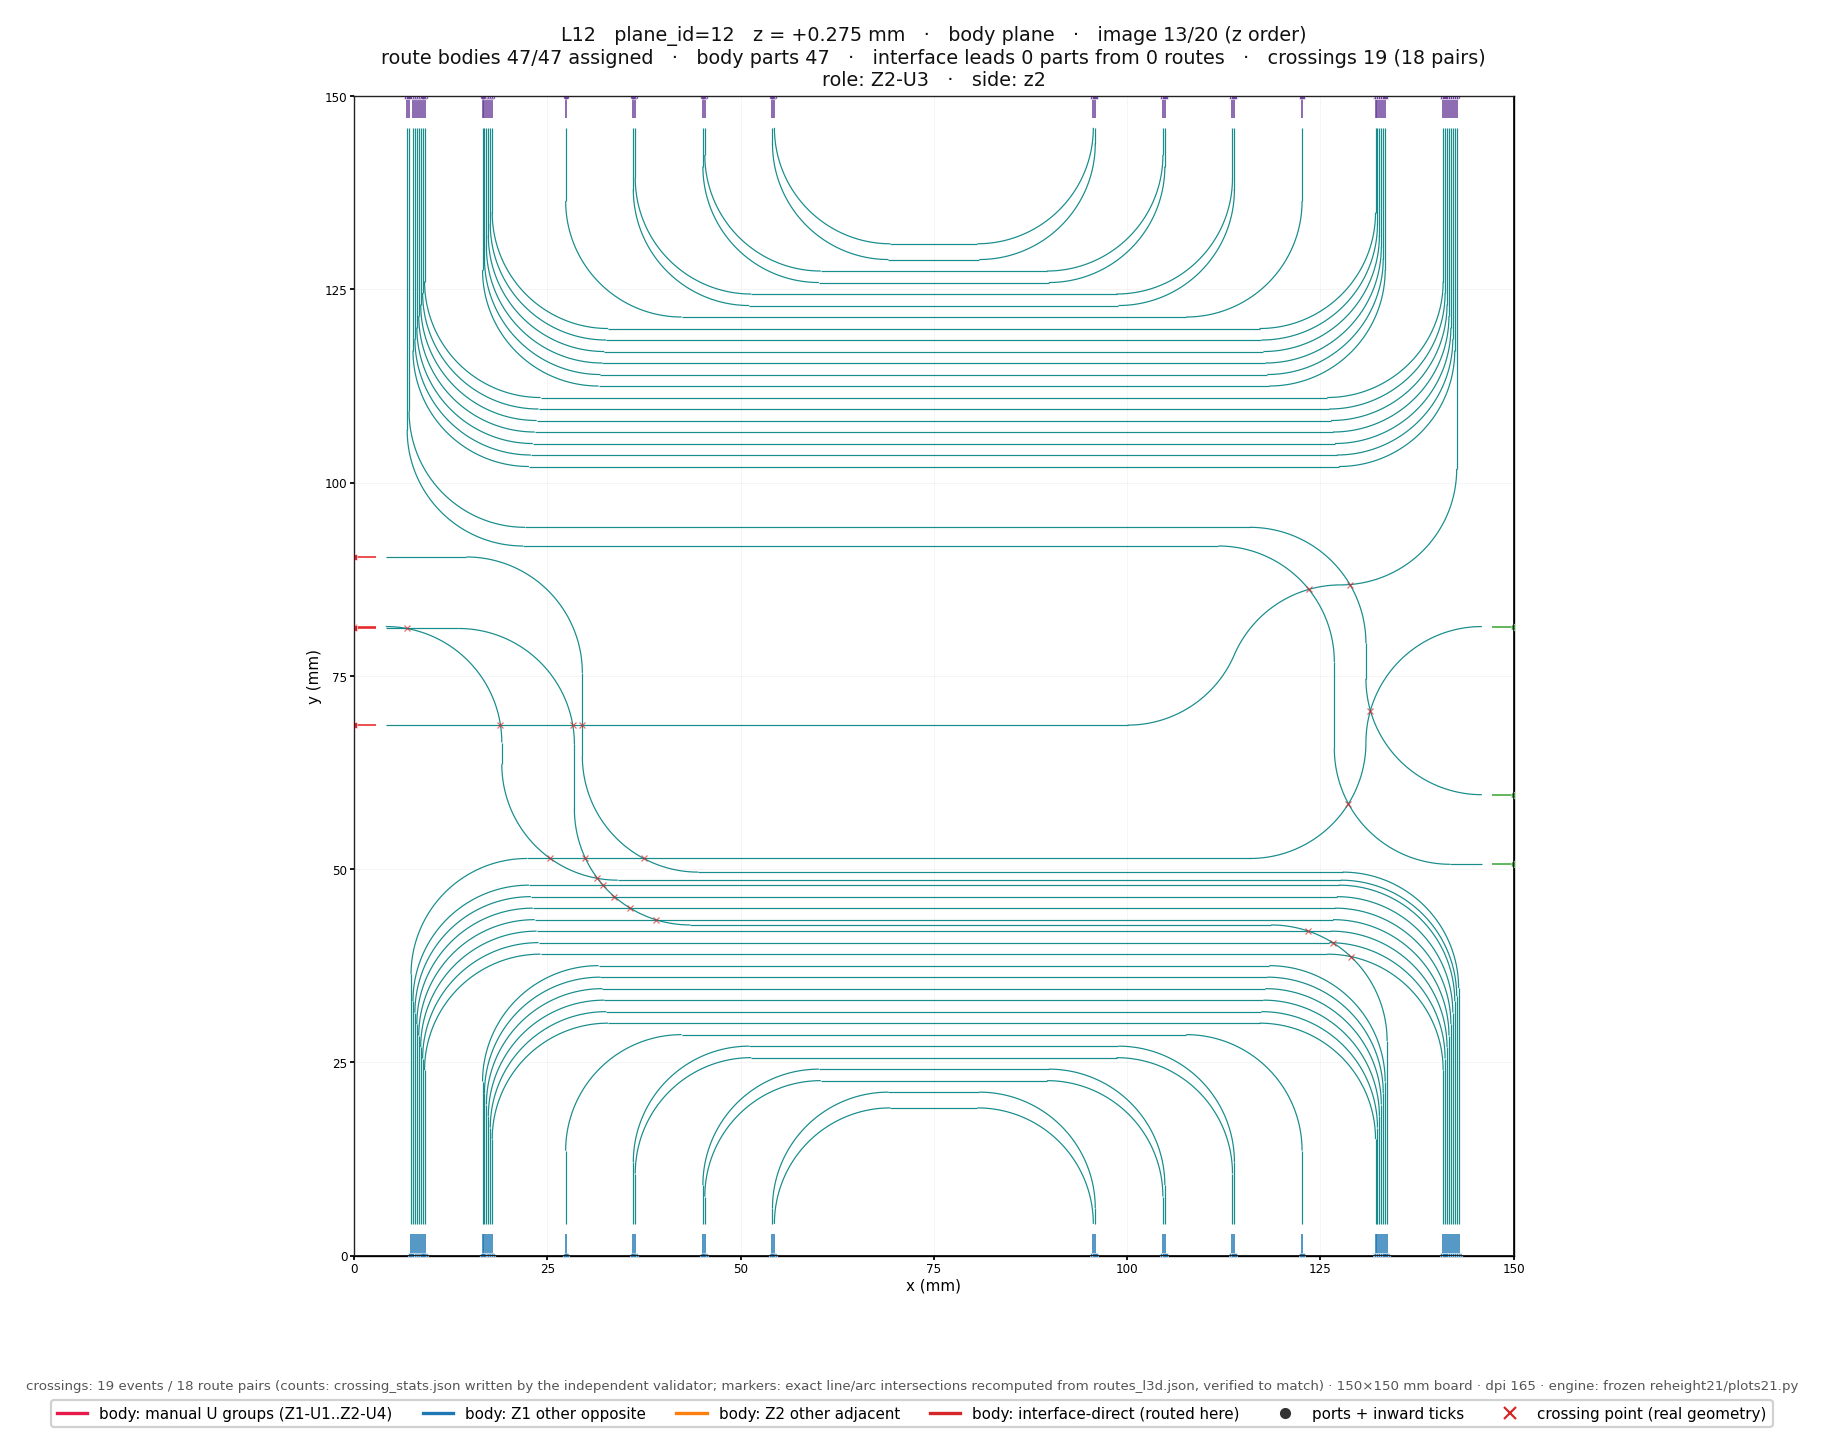 L12   plane_id=12   z = +0.275 mm   ·   body plane   ·   image 13/20 (z order)
route bodies 47/47 assigned   ·   body parts 47   ·   interface leads 0 parts from 0 routes   ·   crossings 19 (18 pairs)
role: Z2-U3   ·   side: z2
150
125
100
75
50
25
0
y (mm)
0 25 50 75 100 125 150
x (mm)
crossings: 19 events / 18 route pairs (counts: crossing_stats.json written by the independent validator; markers: exact line/arc intersections recomputed from routes_l3d.json, verified to match) · 150×150 mm board · dpi 165 · engine: frozen reheight21/plots21.py
body: manual U groups (Z1-U1..Z2-U4) body: Z1 other opposite body: Z2 other adjacent body: interface-direct (routed here) ports + inward ticks crossing point (real geometry)